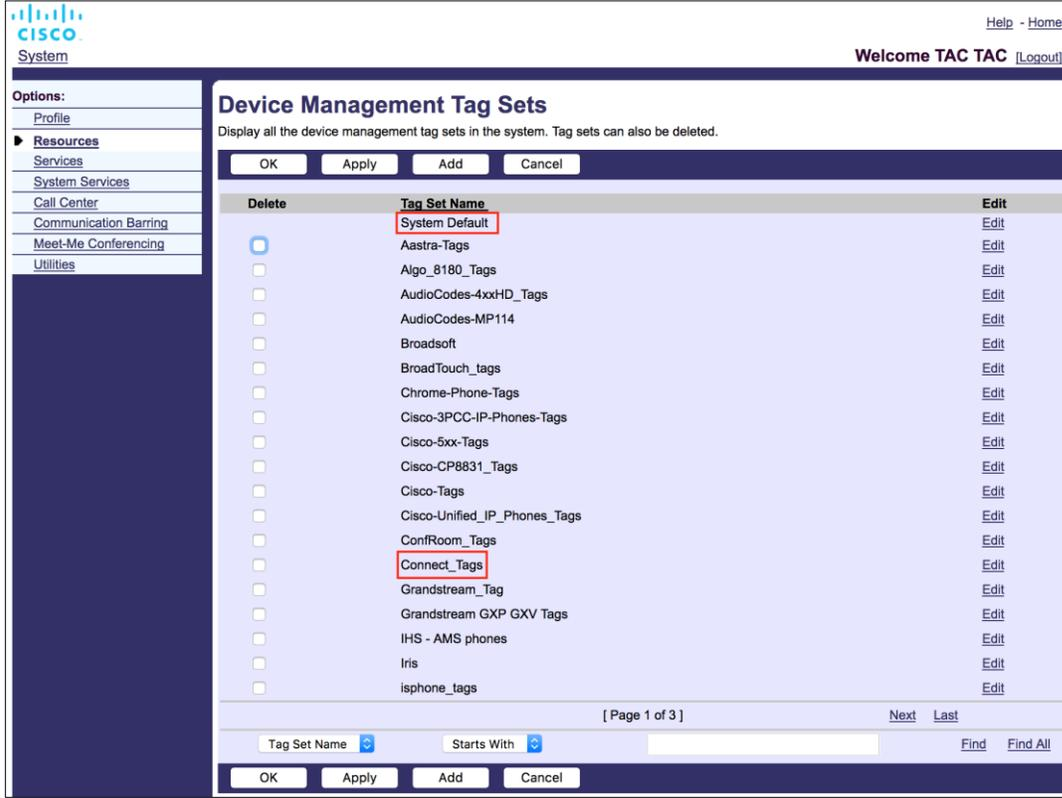 CISCO
Help - Home
System
Welcome TAC TAC [Logout]
Options:
Profile
Resources
Services
System Services
Call Center
Communication Barring
Meet-Me Conferencing
Utilities
Device Management Tag Sets
Display all the device management tag sets in the system. Tag sets can also be deleted.
OK Apply Add Cancel
Delete Tag Set Name Edit
System Default Edit
Aastra-Tags Edit
Algo_8180_Tags Edit
AudioCodes-4xxHD_Tags Edit
AudioCodes-MP114 Edit
Broadsoft Edit
BroadTouch_tags Edit
Chrome-Phone-Tags Edit
Cisco-3PCC-IP-Phones-Tags Edit
Cisco-5xx-Tags Edit
Cisco-CP8831_Tags Edit
Cisco-Tags Edit
Cisco-Unified_IP_Phones_Tags Edit
ConfRoom_Tags Edit
Connect_Tags Edit
Grandstream_Tag Edit
Grandstream GXP GXV Tags Edit
IHS - AMS phones Edit
Iris Edit
isphone_tags Edit
[ Page 1 of 3 ] Next Last
Tag Set Name Starts With Find Find All
OK Apply Add Cancel